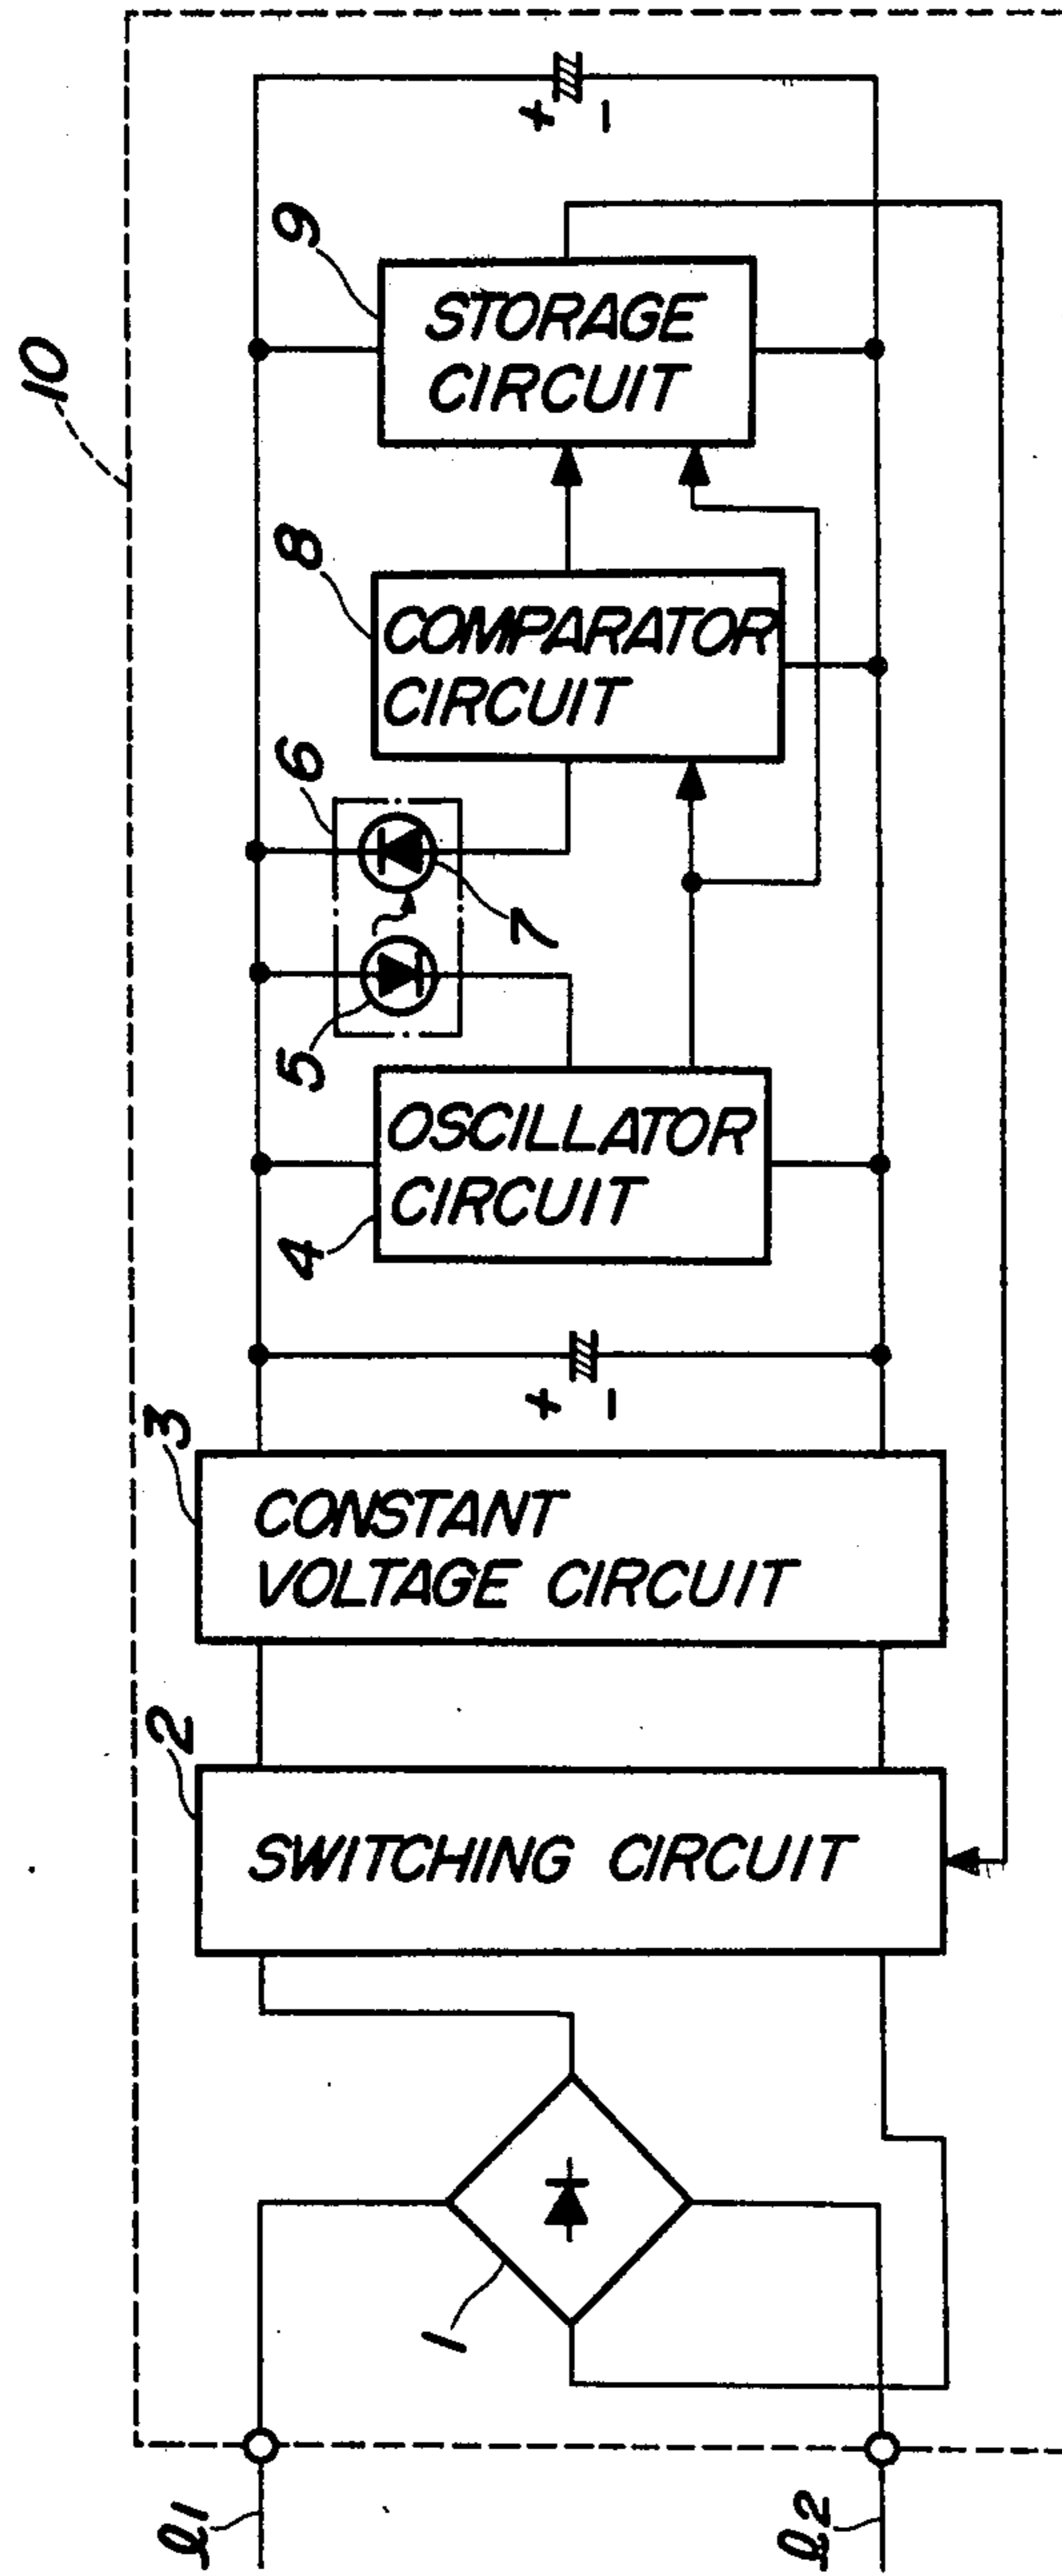 10
l1
l2
1
2
SWITCHING CIRCUIT
3
CONSTANT
VOLTAGE CIRCUIT
+
−
4
OSCILLATOR
CIRCUIT
5
6
7
8
COMPARATOR
CIRCUIT
9
STORAGE
CIRCUIT
+
−